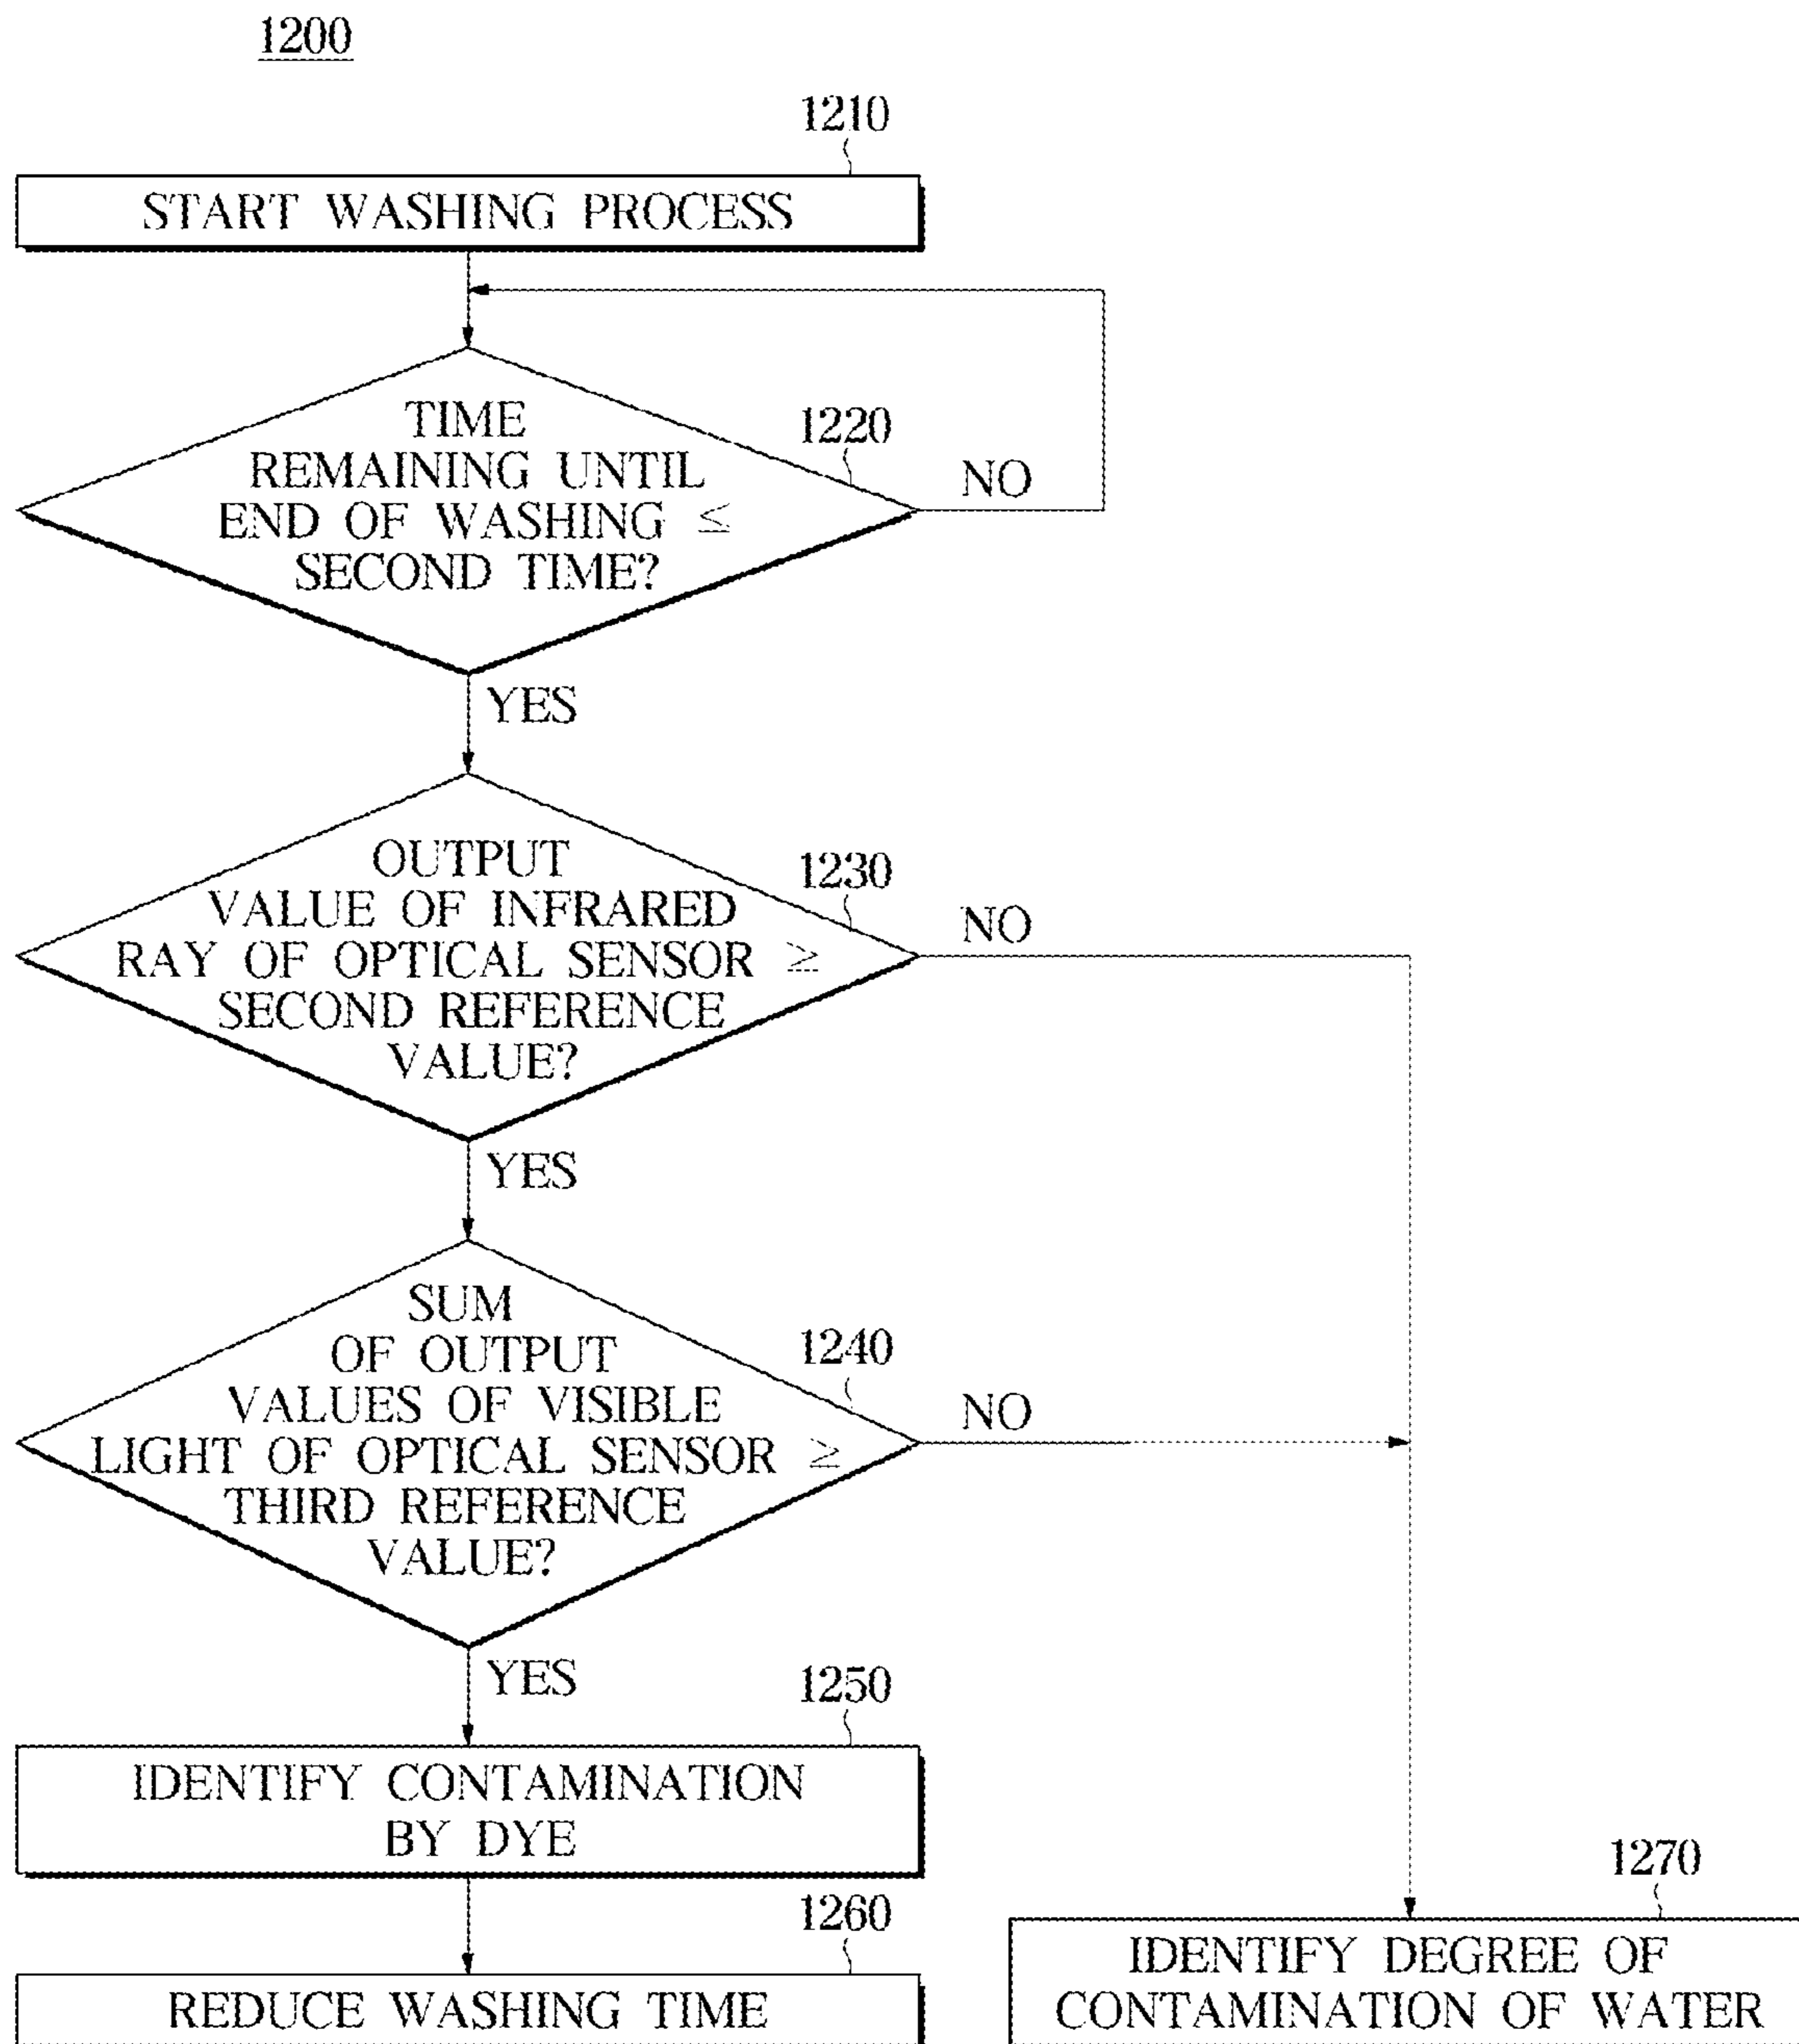 1200
1210
START WASHING PROCESS
TIME
REMAINING UNTIL
END OF WASHING ≤
SECOND TIME?
1220
NO
YES
OUTPUT
VALUE OF INFRARED
RAY OF OPTICAL SENSOR ≥
SECOND REFERENCE
VALUE?
1230
NO
YES
SUM
OF OUTPUT
VALUES OF VISIBLE
LIGHT OF OPTICAL SENSOR ≥
THIRD REFERENCE
VALUE?
1240
NO
YES
1250
IDENTIFY CONTAMINATION
BY DYE
1260
REDUCE WASHING TIME
1270
IDENTIFY DEGREE OF
CONTAMINATION OF WATER